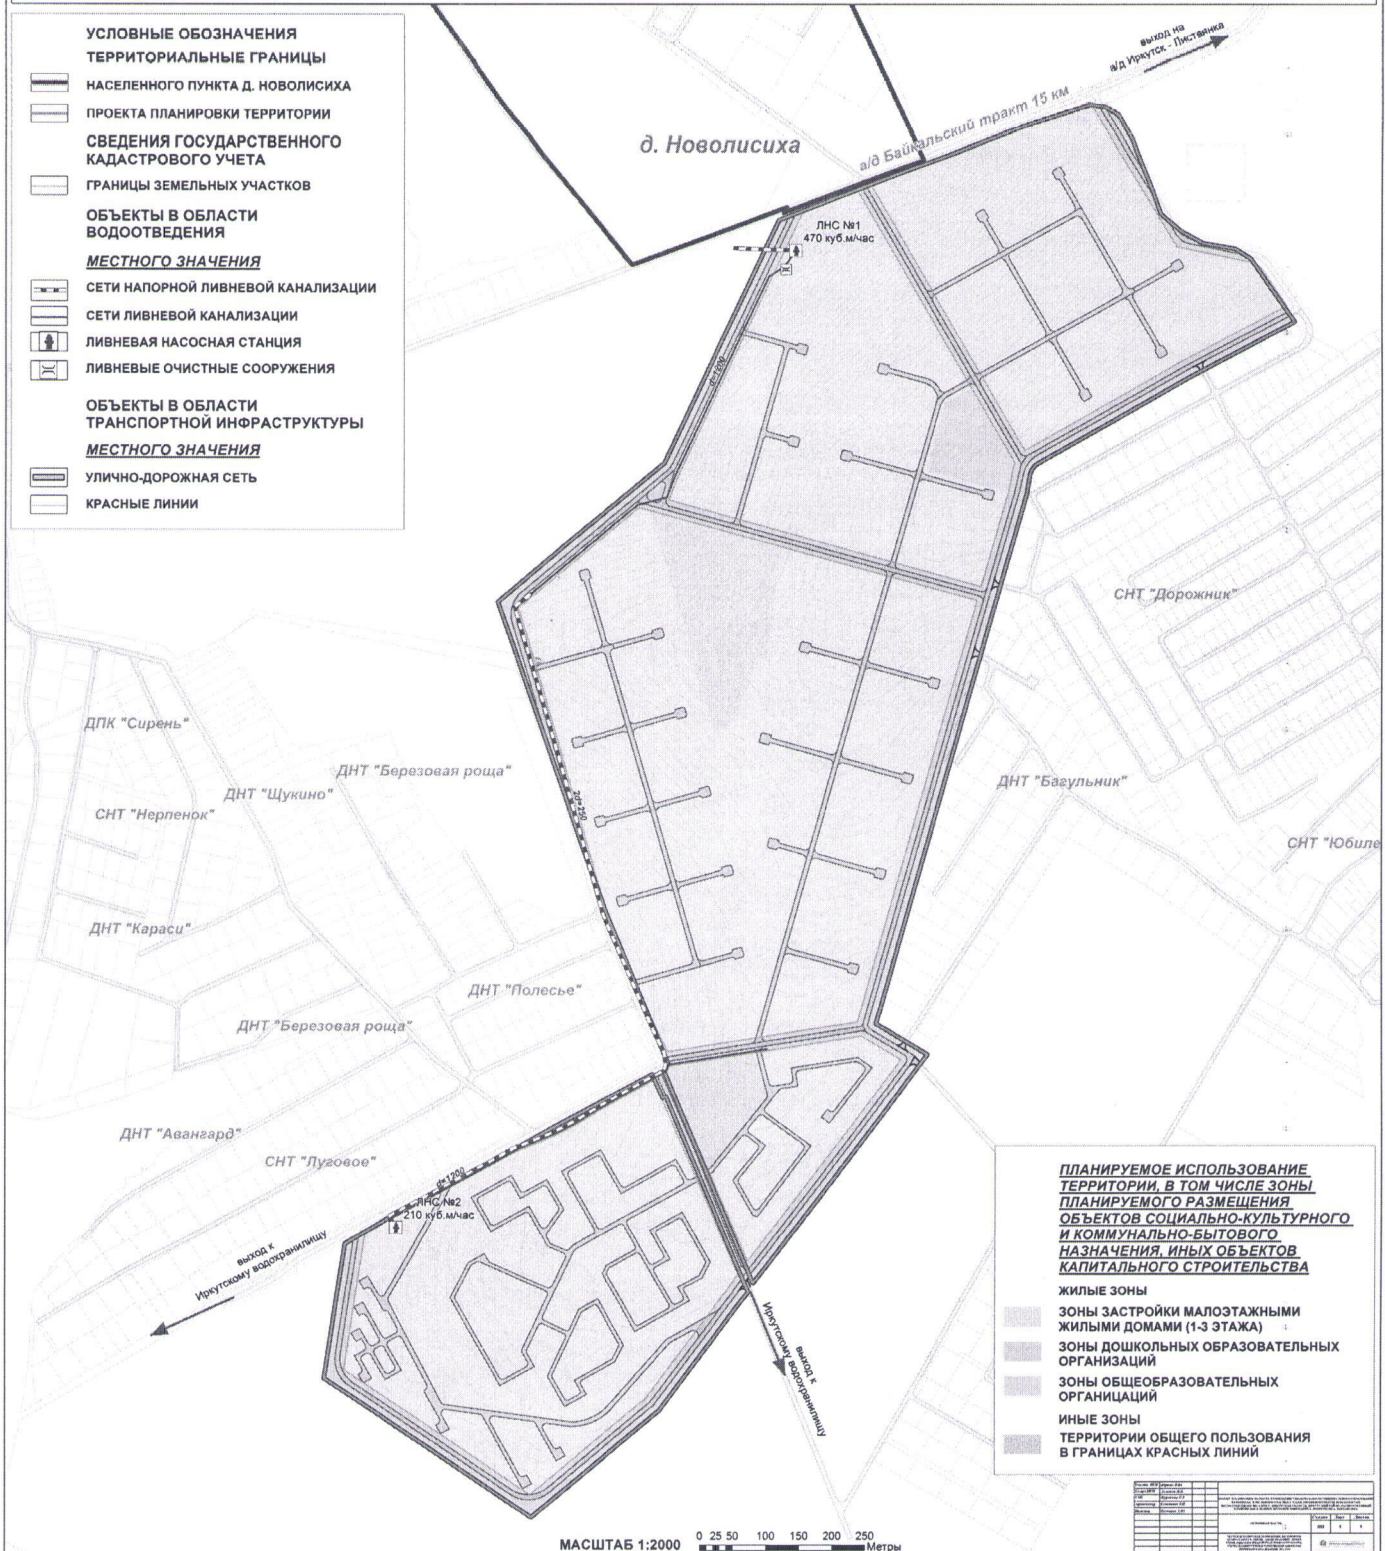 УСЛОВНЫЕ ОБОЗНАЧЕНИЯ
ТЕРРИТОРИАЛЬНЫЕ ГРАНИЦЫ
НАСЕЛЕННОГО ПУНКТА Д. НОВОЛИСИХА
ПРОЕКТА ПЛАНИРОВКИ ТЕРРИТОРИИ
СВЕДЕНИЯ ГОСУДАРСТВЕННОГО
КАДАСТРОВОГО УЧЕТА
ГРАНИЦЫ ЗЕМЕЛЬНЫХ УЧАСТКОВ
ОБЪЕКТЫ В ОБЛАСТИ
ВОДООТВЕДЕНИЯ
МЕСТНОГО ЗНАЧЕНИЯ
СЕТИ НАПОРНОЙ ЛИВНЕВОЙ КАНАЛИЗАЦИИ
СЕТИ ЛИВНЕВОЙ КАНАЛИЗАЦИИ
ЛИВНЕВАЯ НАСОСНАЯ СТАНЦИЯ
ЛИВНЕВЫЕ ОЧИСТНЫЕ СООРУЖЕНИЯ
ОБЪЕКТЫ В ОБЛАСТИ
ТРАНСПОРТНОЙ ИНФРАСТРУКТУРЫ
МЕСТНОГО ЗНАЧЕНИЯ
УЛИЧНО-ДОРОЖНАЯ СЕТЬ
КРАСНЫЕ ЛИНИИ
выход на
а/д Иркутск - Листвянка
а/д Байкальский тракт 15 км
д. Новолисиха
ЛНС №1
470 куб.м/час
d=1200
СНТ "Дорожник"
ДПК "Сирень"
ДНТ "Березовая роща"
ДНТ "Щукино"
СНТ "Нерпенок"
2d=250
ДНТ "Багульник"
СНТ "Юбиле
ДНТ "Караси"
ДНТ "Полесье"
ДНТ "Березовая роща"
ДНТ "Авангард"
СНТ "Луговое"
d=1200
ЛНС №2
210 куб.м/час
выход к
Иркутскому водохранилищу
выход к
Иркутскому водохранилищу
ПЛАНИРУЕМОЕ ИСПОЛЬЗОВАНИЕ
ТЕРРИТОРИИ, В ТОМ ЧИСЛЕ ЗОНЫ
ПЛАНИРУЕМОГО РАЗМЕЩЕНИЯ
ОБЪЕКТОВ СОЦИАЛЬНО-КУЛЬТУРНОГО
И КОММУНАЛЬНО-БЫТОВОГО
НАЗНАЧЕНИЯ, ИНЫХ ОБЪЕКТОВ
КАПИТАЛЬНОГО СТРОИТЕЛЬСТВА
ЖИЛЫЕ ЗОНЫ
ЗОНЫ ЗАСТРОЙКИ МАЛОЭТАЖНЫМИ
ЖИЛЫМИ ДОМАМИ (1-3 ЭТАЖА)
ЗОНЫ ДОШКОЛЬНЫХ ОБРАЗОВАТЕЛЬНЫХ
ОРГАНИЗАЦИЙ
ЗОНЫ ОБЩЕОБРАЗОВАТЕЛЬНЫХ
ОРГАНИЦАЦИЙ
ИНЫЕ ЗОНЫ
ТЕРРИТОРИИ ОБЩЕГО ПОЛЬЗОВАНИЯ
В ГРАНИЦАХ КРАСНЫХ ЛИНИЙ
МАСШТАБ 1:2000
0 25 50 100 150 200 250
Метры